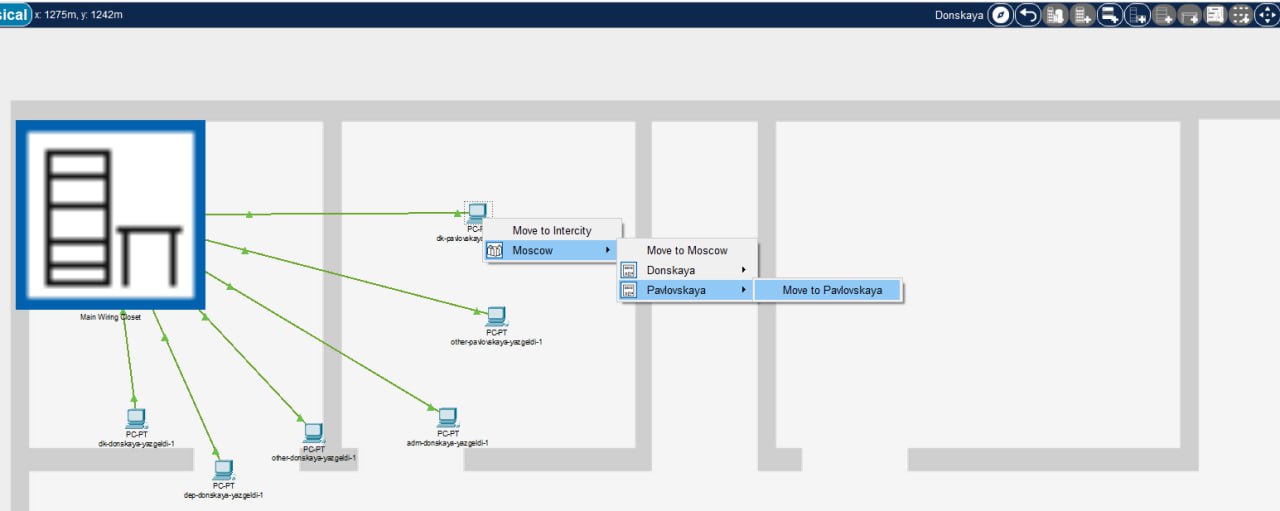 sical x: 1275m, y: 1242m
Donskaya
PC-F
dk-pavlovskaya
Move to Intercity
Moscow
Move to Moscow
Donskaya
Pavlovskaya
Move to Pavlovskaya
Main Wiring Closet
PC-PT
other-pavlovskaya-yazgeldi-1
PC-PT
dk-donskaya-yazgeldi-1
PC-PT
other-donskaya-yazgeldi-1
PC-PT
adm-donskaya-yazgeldi-1
PC-PT
dep-donskaya-yazgeldi-1